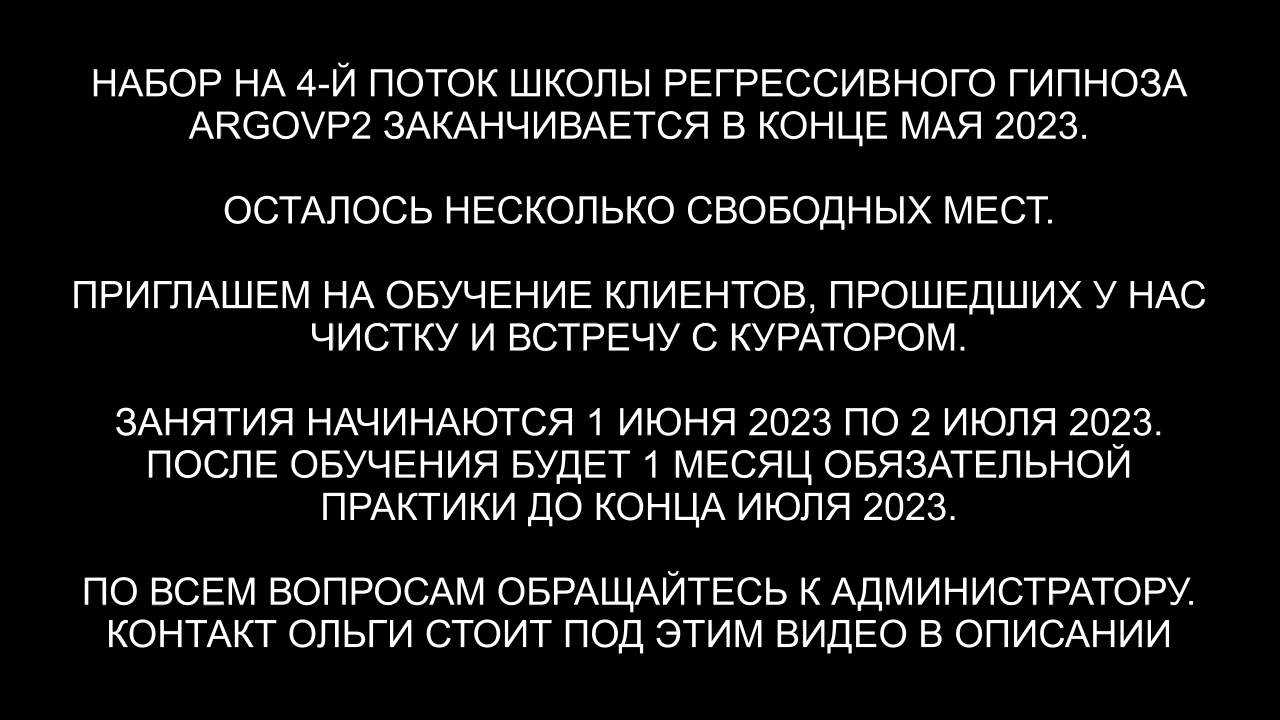 НАБОР НА 4-Й ПОТОК ШКОЛЫ РЕГРЕССИВНОГО ГИПНОЗА
ARGOVP2 ЗАКАНЧИВАЕТСЯ В КОНЦЕ МАЯ 2023.
ОСТАЛОСЬ НЕСКОЛЬКО СВОБОДНЫХ МЕСТ.
ПРИГЛАШЕМ НА ОБУЧЕНИЕ КЛИЕНТОВ, ПРОШЕДШИХ У НАС
ЧИСТКУ И ВСТРЕЧУ С КУРАТОРОМ.
ЗАНЯТИЯ НАЧИНАЮТСЯ 1 ИЮНЯ 2023 ПО 2 ИЮЛЯ 2023.
ПОСЛЕ ОБУЧЕНИЯ БУДЕТ 1 МЕСЯЦ ОБЯЗАТЕЛЬНОЙ
ПРАКТИКИ ДО КОНЦА ИЮЛЯ 2023.
ПО ВСЕМ ВОПРОСАМ ОБРАЩАЙТЕСЬ К АДМИНИСТРАТОРУ.
КОНТАКТ ОЛЬГИ СТОИТ ПОД ЭТИМ ВИДЕО В ОПИСАНИИ